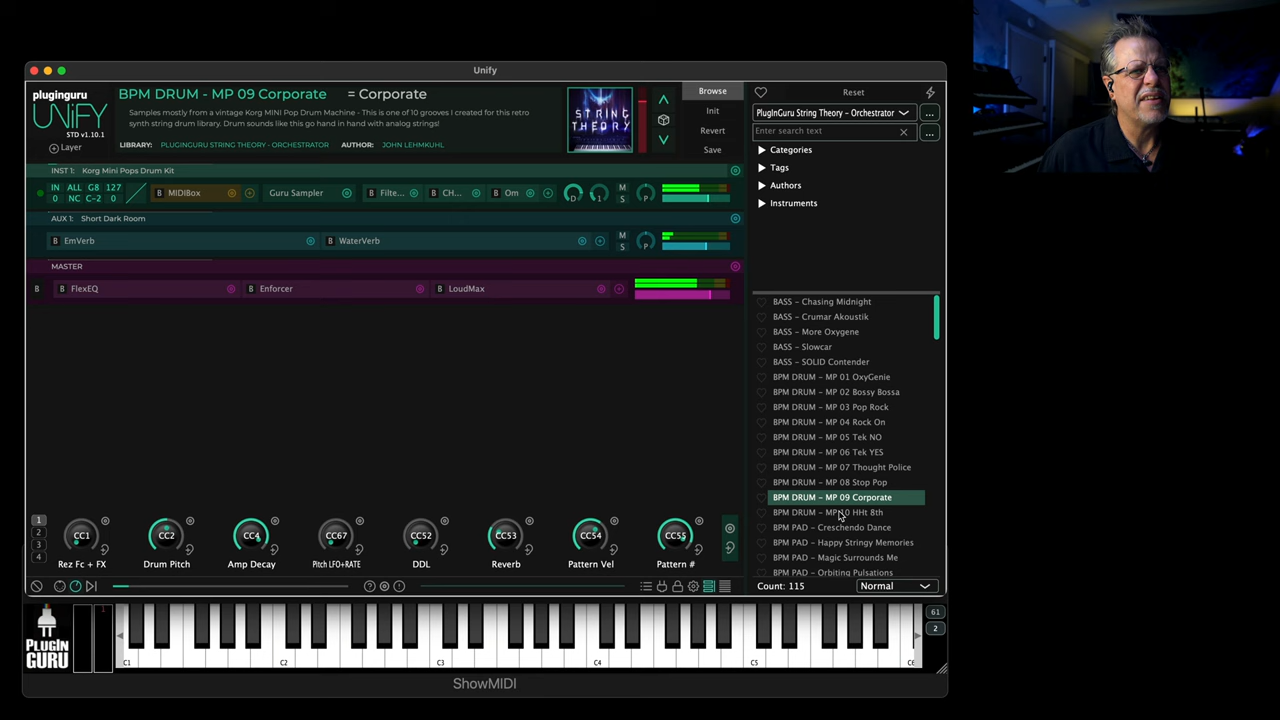 Unify
pluginguru
UNiFY
STD v1.10.1
Layer
BPM DRUM - MP 09 Corporate = Corporate
Samples mostly from a vintage Korg MINI Pop Drum Machine - This is one of 10 grooves I created for this retro
synth string drum library. Drum sounds like this go hand in hand with analog strings!
LIBRARY: PLUGINGURU STRING THEORY - ORCHESTRATOR AUTHOR: JOHN LEHMKUHL
STRING
THEORY
Browse
Init
Revert
Save
Reset
PlugInGuru String Theory - Orchestrator
...
Enter search text
...
Categories
Tags
Authors
Instruments
INST 1: Korg Mini Pops Drum Kit
IN ALL G8 127
0 NC C-2 0
MIDIBox
Guru Sampler
B Filte...
B CH...
B Om
D
1
M
S
P
AUX 1: Short Dark Room
B EmVerb
B WaterVerb
M
S
P
MASTER
B
B FlexEQ
B Enforcer
B LoudMax
BASS - Chasing Midnight
BASS - Crumar Akoustik
BASS - More Oxygene
BASS - Slowcar
BASS - SOLID Contender
BPM DRUM - MP 01 OxyGenie
BPM DRUM - MP 02 Bossy Bossa
BPM DRUM - MP 03 Pop Rock
BPM DRUM - MP 04 Rock On
BPM DRUM - MP 05 Tek NO
BPM DRUM - MP 06 Tek YES
BPM DRUM - MP 07 Thought Police
BPM DRUM - MP 08 Stop Pop
BPM DRUM - MP 09 Corporate
BPM DRUM - MP 10 HHt 8th
BPM PAD - Crescendo Dance
BPM PAD - Happy Stringy Memories
BPM PAD - Magic Surrounds Me
BPM PAD - Orbiting Pulsations
Count: 115
Normal
1
2
3
4
CC1
CC2
CC4
CC67
CC52
CC53
CC54
CC55
Rez Fc + FX
Drum Pitch
Amp Decay
Pitch LFO+RATE
DDL
Reverb
Pattern Vel
Pattern #
PLUGIN
GURU
1
C1
C2
C3
C4
C5
C6
61
2
ShowMIDI